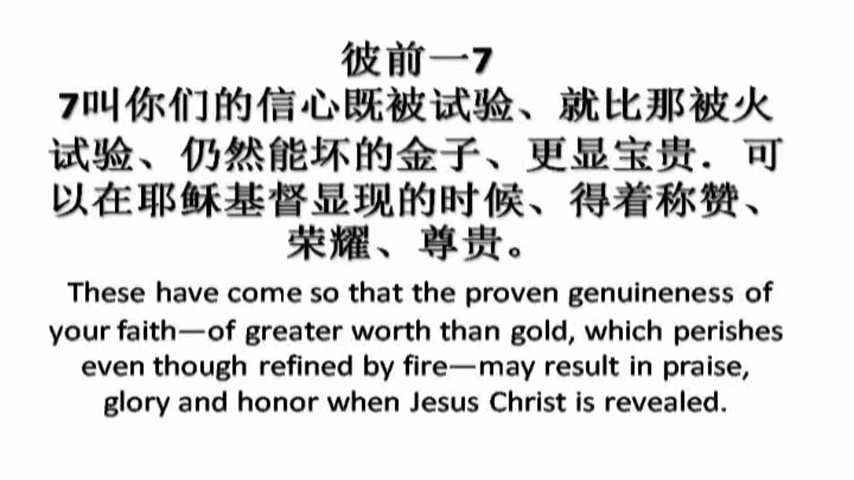 彼前一7
7叫你们的信心既被试验、就比那被火
试验、仍然能坏的金子、更显宝贵．可
以在耶稣基督显现的时候、得着称赞、
荣耀、尊贵。
These have come so that the proven genuineness of
your faith—of greater worth than gold, which perishes
even though refined by fire—may result in praise,
glory and honor when Jesus Christ is revealed.